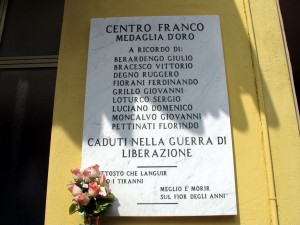 CENTRO FRANCO
MEDAGLIA D'ORO
A RICORDO DI:
BERARDENGO GIULIO
BRACESCO VITTORIO
DEGNO RUGGERO
FIORANI FERDINANDO
GRILLO GIOVANNI
LOTURCO SERGIO
LUCIANO DOMENICO
MONCALVO GIOVANNI
PETTINATI FLORINDO
CADUTI NELLA GUERRA DI
LIBERAZIONE
TOSTO CHE LANGUIR
I TIRANNI
MEGLIO E' MORIR
SUL FIOR DEGLI ANNI